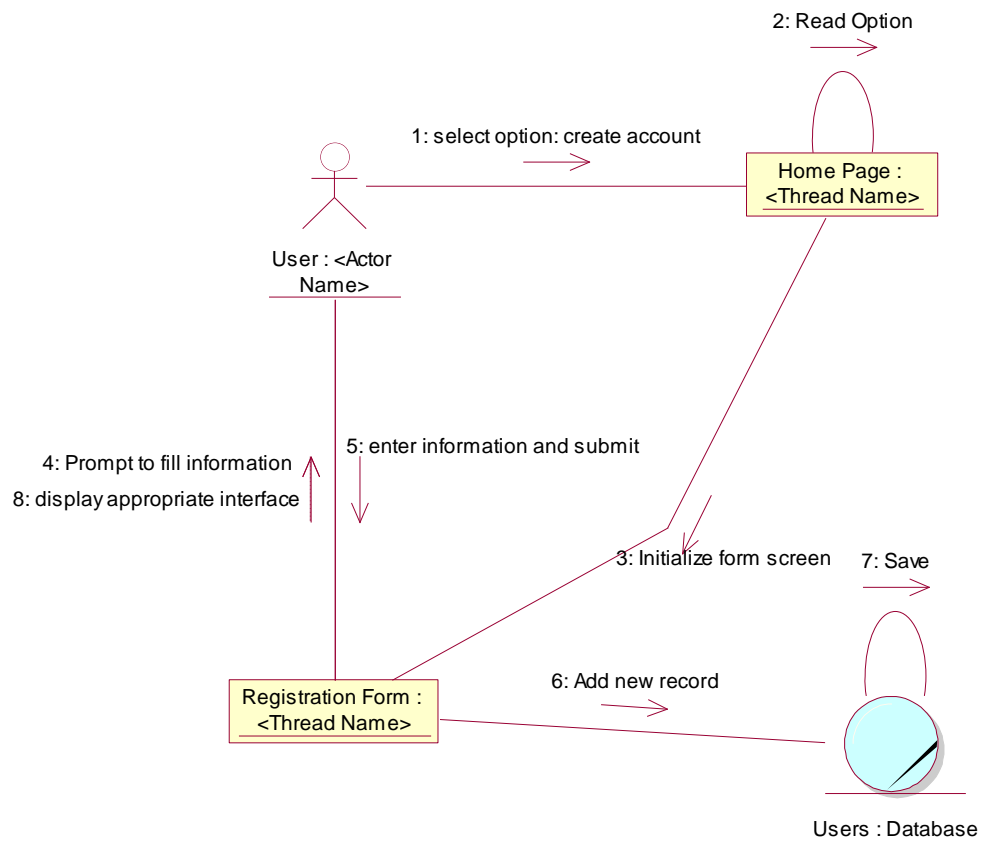 2: Read Option
1: select option: create account
Home Page :
<Thread Name>
User : <Actor
Name>
5: enter information and submit
4: Prompt to fill information
8: display appropriate interface
3: Initialize form screen
7: Save
6: Add new record
Registration Form :
<Thread Name>
Users : Database